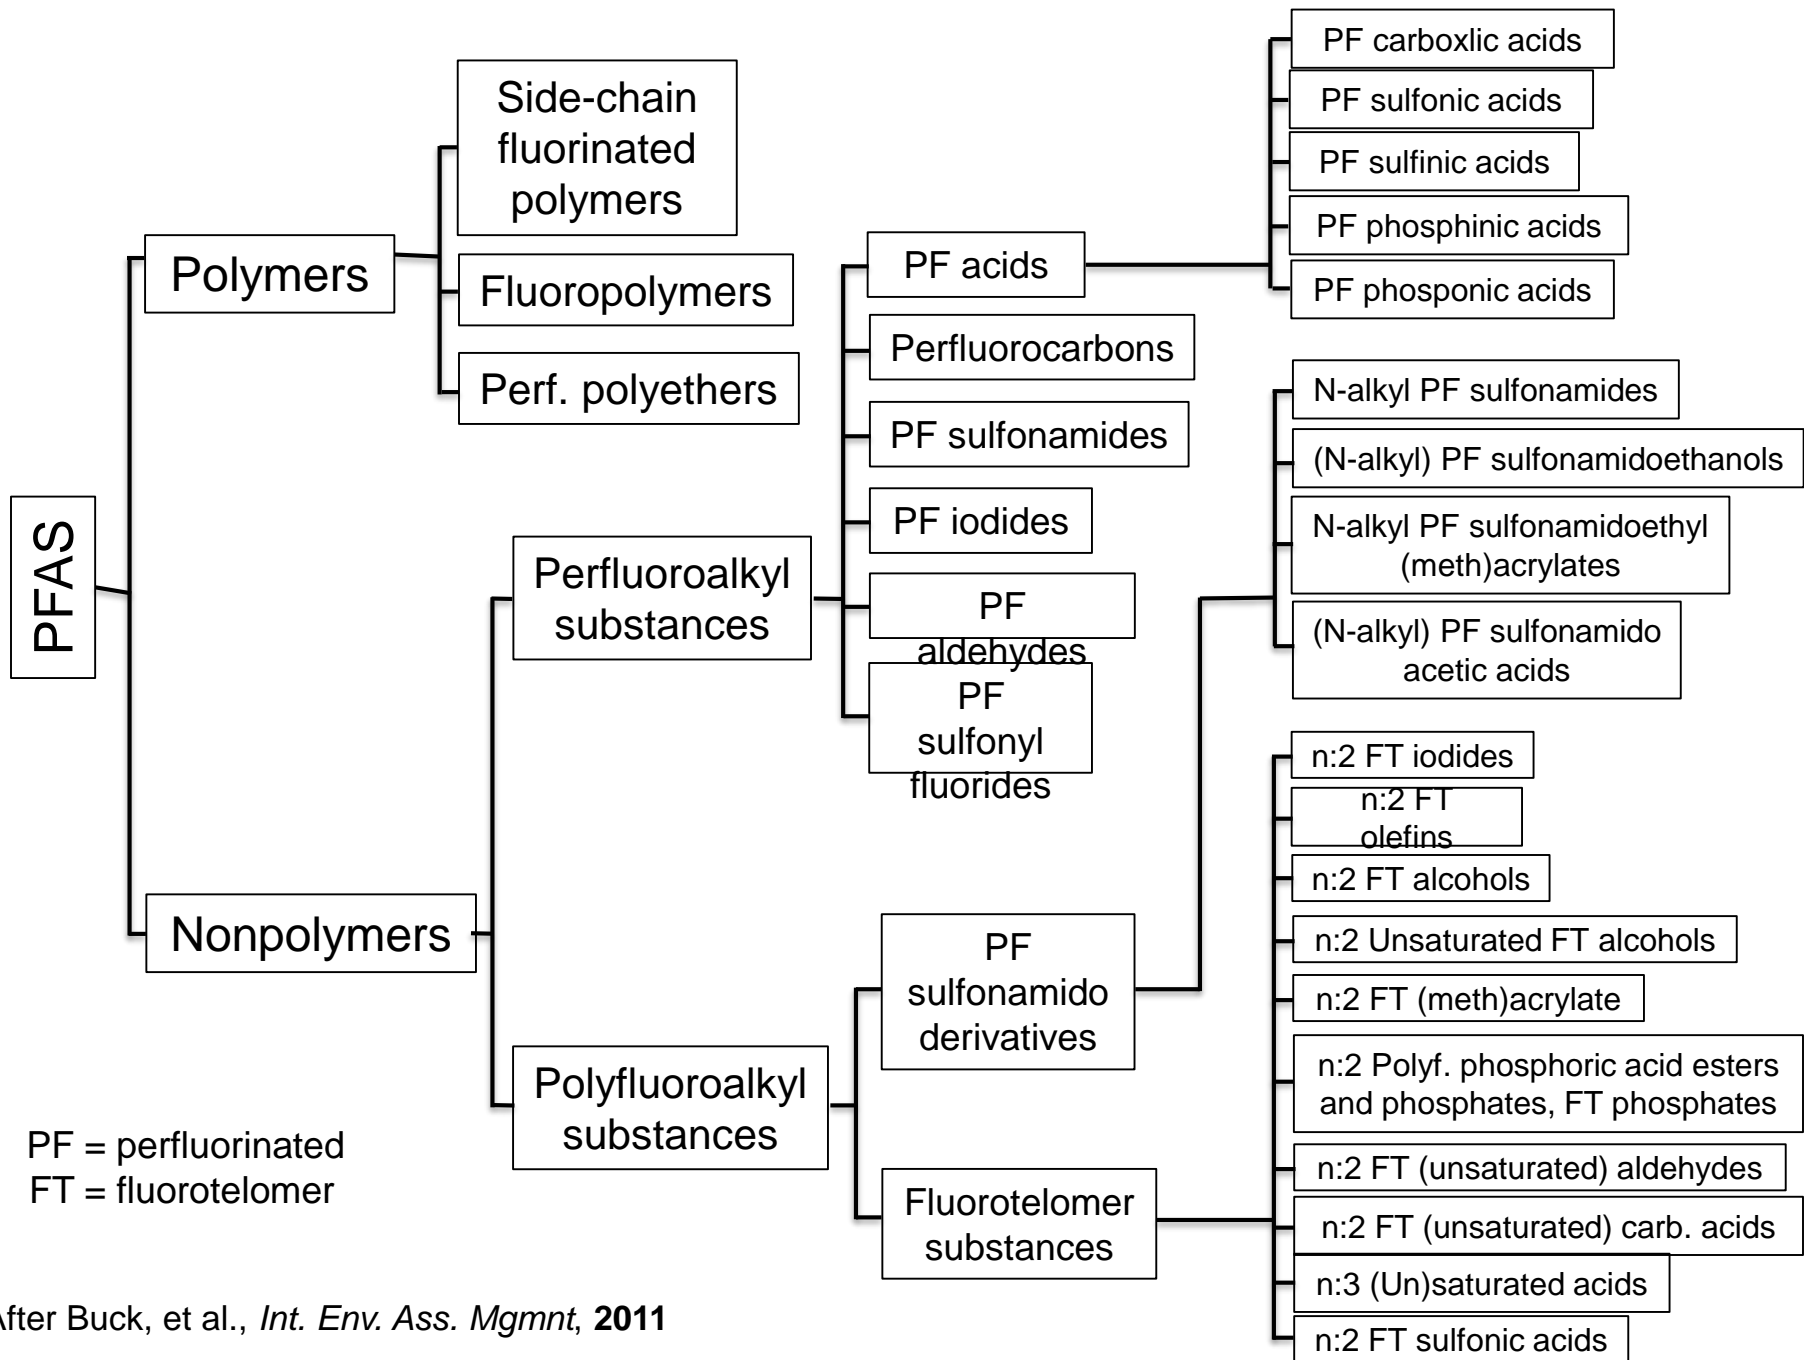 PFAS
Polymers
Nonpolymers
Side-chain
fluorinated
polymers
Fluoropolymers
Perf. polyethers
Perfluoroalkyl
substances
Polyfluoroalkyl
substances
PF acids
Perfluorocarbons
PF sulfonamides
PF iodides
PF
aldehydes
PF
sulfonyl
fluorides
PF
sulfonamido
derivatives
Fluorotelomer
substances
PF carboxlic acids
PF sulfonic acids
PF sulfinic acids
PF phosphinic acids
PF phosponic acids
N-alkyl PF sulfonamides
(N-alkyl) PF sulfonamidoethanols
N-alkyl PF sulfonamidoethyl
(meth)acrylates
(N-alkyl) PF sulfonamido
acetic acids
n:2 FT iodides
n:2 FT
olefins
n:2 FT alcohols
n:2 Unsaturated FT alcohols
n:2 FT (meth)acrylate
n:2 Polyf. phosphoric acid esters
and phosphates, FT phosphates
n:2 FT (unsaturated) aldehydes
n:2 FT (unsaturated) carb. acids
n:3 (Un)saturated acids
n:2 FT sulfonic acids
PF = perfluorinated
FT = fluorotelomer
After Buck, et al., Int. Env. Ass. Mgmnt, 2011